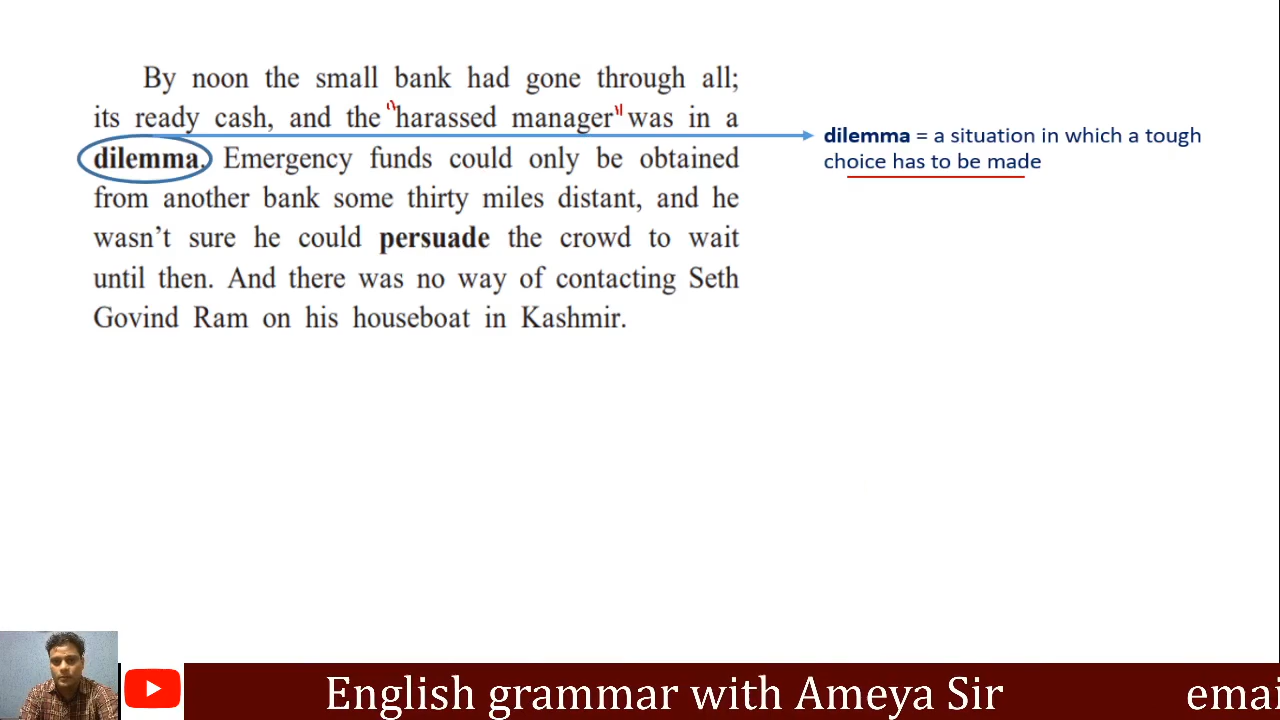 By noon the small bank had gone through all;
its ready cash, and the "harassed manager" was in a
dilemma. Emergency funds could only be obtained
from another bank some thirty miles distant, and he
wasn't sure he could persuade the crowd to wait
until then. And there was no way of contacting Seth
Govind Ram on his houseboat in Kashmir.
dilemma = a situation in which a tough
choice has to be made
English grammar with Ameya Sir
emai